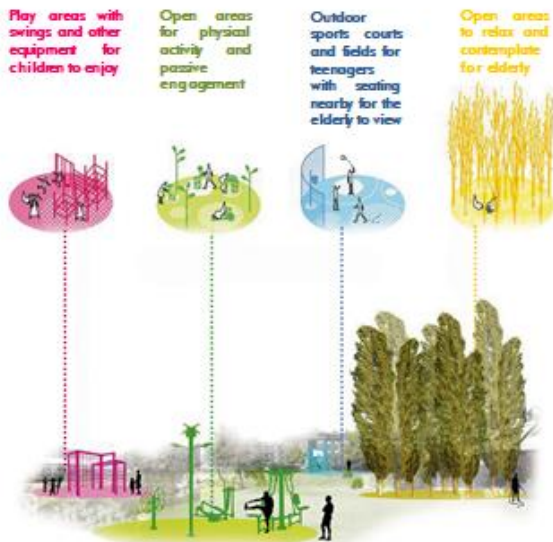 Play areas with
swings and other
equipment for
children to enjoy
Open areas
for physical
activity and
passive
engagement
Outdoor
sports courts
and fields for
teenagers
with seating
nearby for the
elderly to view
Open areas
to relax and
contemplate
for elderly